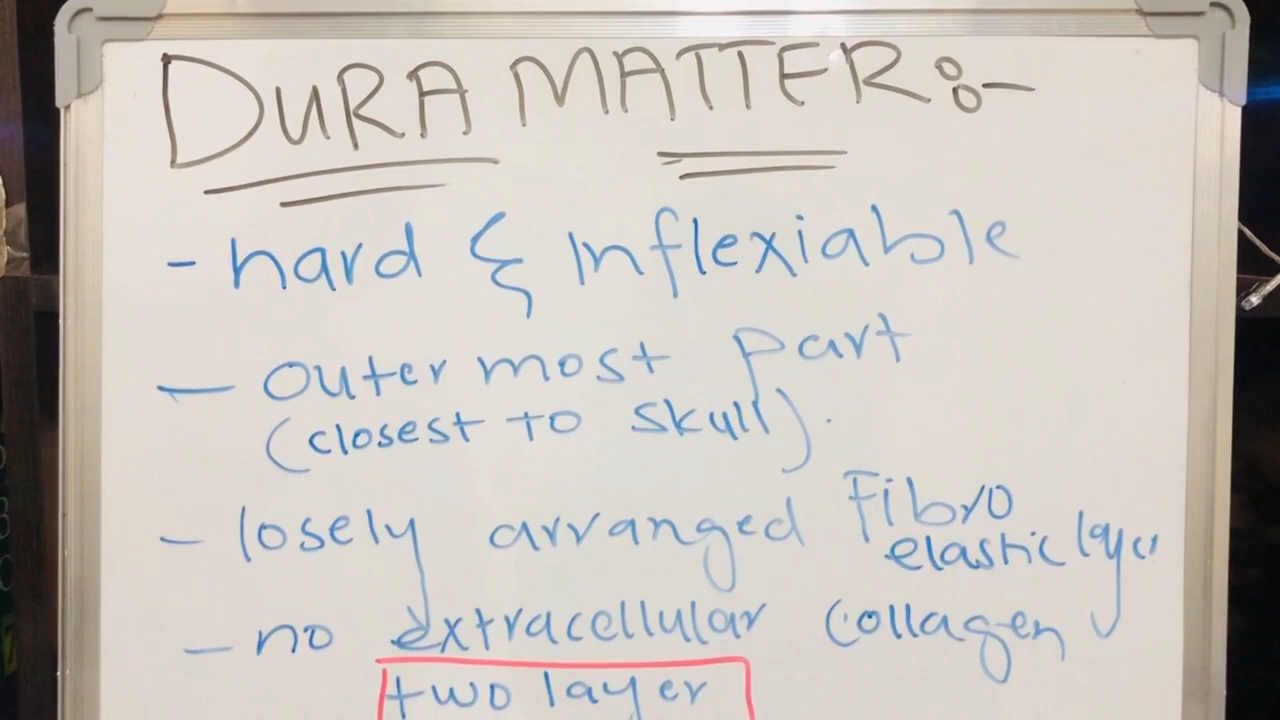 DURA MATTER:-
- hard & Inflexiable
- outer most part
(closest to skull).
- losely arranged Fibro
elastic layer
- no extracellular collagen
two layer